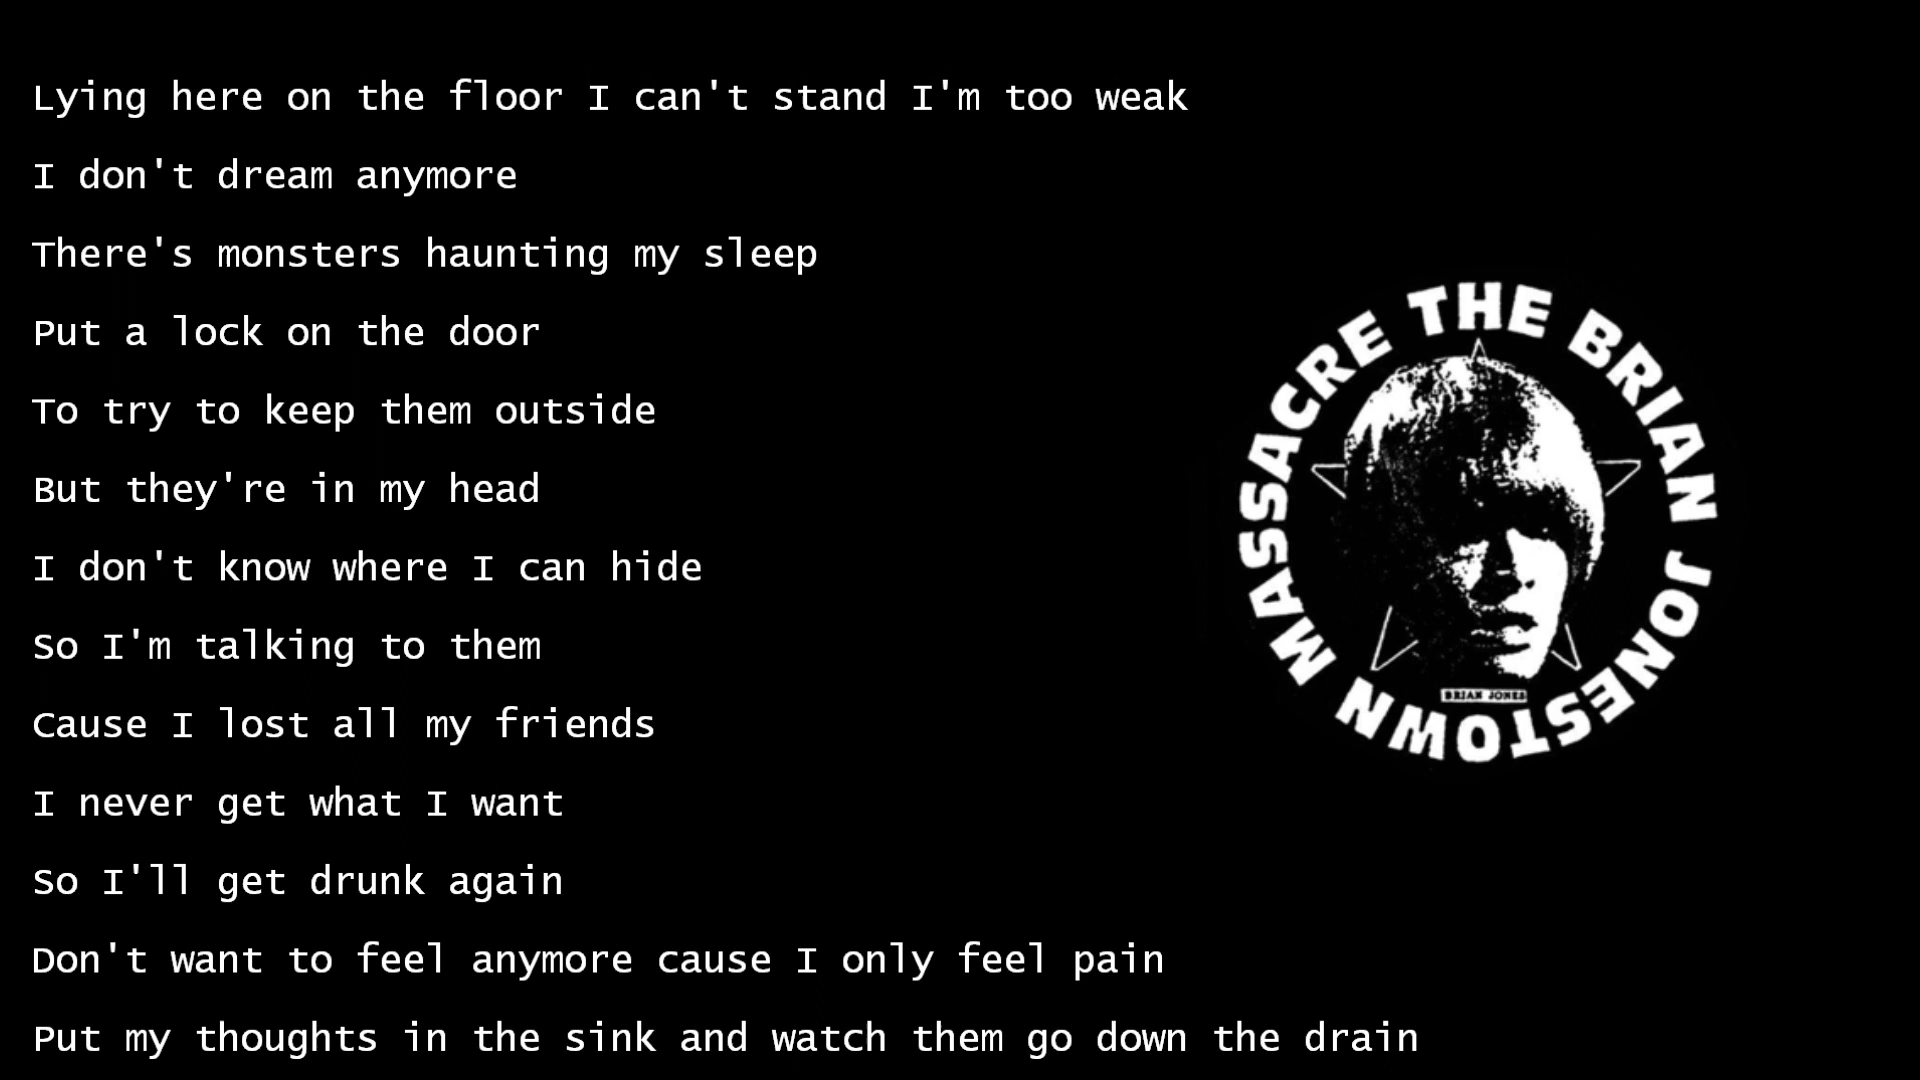 Lying here on the floor I can't stand I'm too weak
I don't dream anymore
There's monsters haunting my sleep
Put a lock on the door
To try to keep them outside
But they're in my head
I don't know where I can hide
So I'm talking to them
Cause I lost all my friends
I never get what I want
So I'll get drunk again
Don't want to feel anymore cause I only feel pain
Put my thoughts in the sink and watch them go down the drain
THE BRIAN JONESTOWN MASSACRE
BRIAN JONES